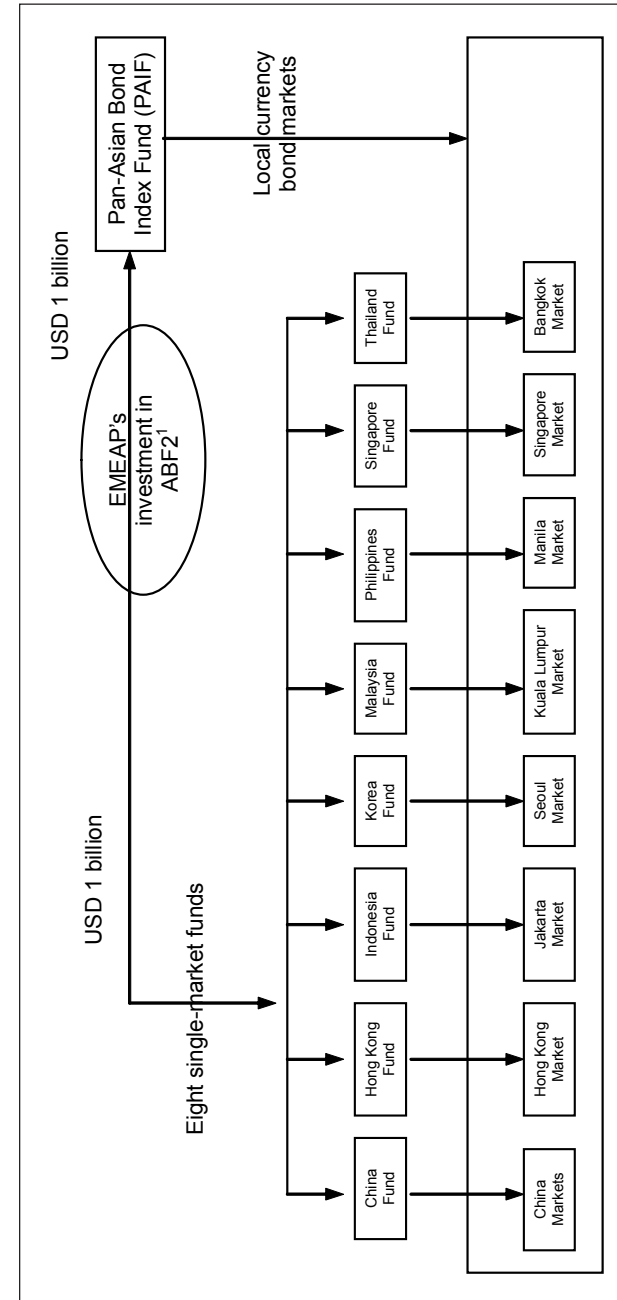 USD 1 billion
USD 1 billion
EMEAP's
investment in
ABF2¹
Pan-Asian Bond
Index Fund (PAIF)
Eight single-market funds
Local currency
bond markets
China
Fund
Hong Kong
Fund
Indonesia
Fund
Korea
Fund
Malaysia
Fund
Philippines
Fund
Singapore
Fund
Thailand
Fund
China
Markets
Hong Kong
Market
Jakarta
Market
Seoul
Market
Kuala Lumpur
Market
Manila
Market
Singapore
Market
Bangkok
Market